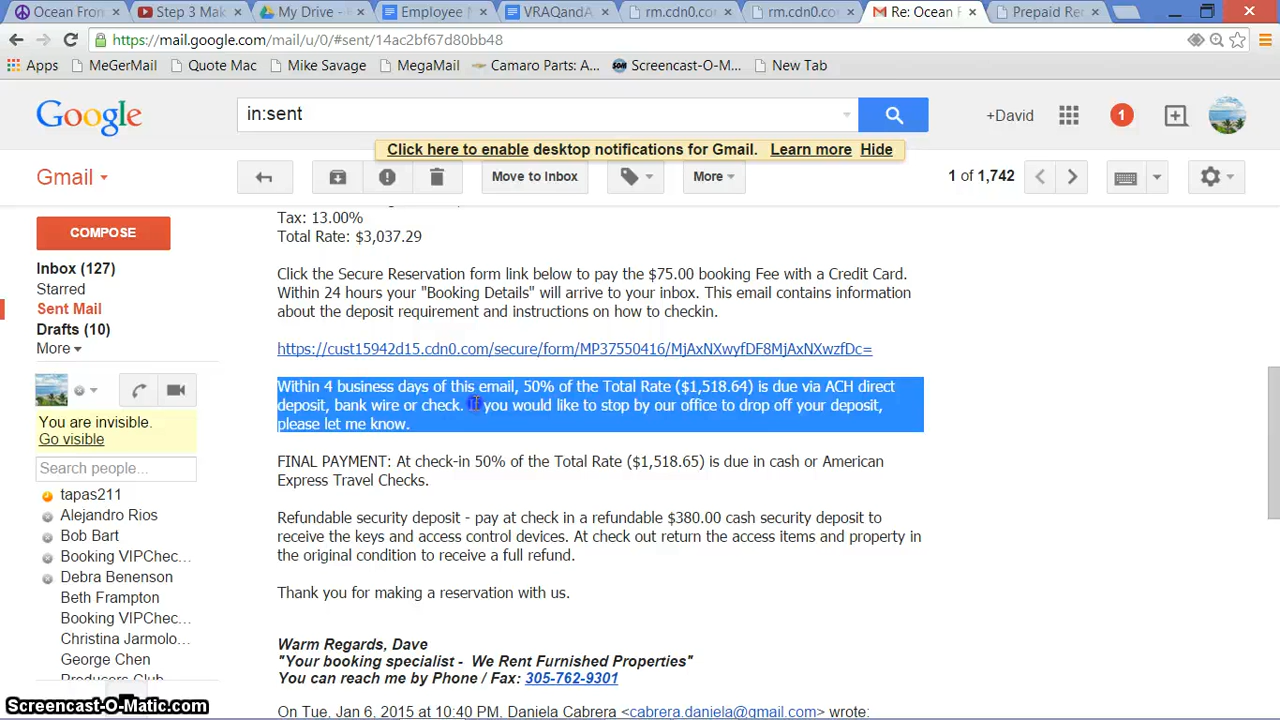 Ocean From
Step 3 Mak
My Drive -
Employee
VRAQandA
rm.cdn0.co
rm.cdn0.co
Re: Ocean F
Prepaid Re
https://mail.google.com/mail/u/0/#sent/14ac2bf67d80bb48
Apps MeGerMail Quote Mac Mike Savage MegaMail Camaro Parts: A... Screencast-O-M... New Tab
Google
in:sent
+David
1
Click here to enable desktop notifications for Gmail. Learn more Hide
Gmail
Move to Inbox
More
1 of 1,742
COMPOSE
Inbox (127)
Starred
Sent Mail
Drafts (10)
More
You are invisible.
Go visible
Search people...
tapas211
Alejandro Rios
Bob Bart
Booking VIPChec...
Debra Benenson
Beth Frampton
Booking VIPChec...
Christina Jarmolo...
George Chen
Producers Club
Tax: 13.00%
Total Rate: $3,037.29
Click the Secure Reservation form link below to pay the $75.00 booking Fee with a Credit Card.
Within 24 hours your "Booking Details" will arrive to your inbox. This email contains information
about the deposit requirement and instructions on how to checkin.
https://cust15942d15.cdn0.com/secure/form/MP37550416/MjAxNXwyfDF8MjAxNXwzfDc=
Within 4 business days of this email, 50% of the Total Rate ($1,518.64) is due via ACH direct
deposit, bank wire or check. If you would like to stop by our office to drop off your deposit,
please let me know.
FINAL PAYMENT: At check-in 50% of the Total Rate ($1,518.65) is due in cash or American
Express Travel Checks.
Refundable security deposit - pay at check in a refundable $380.00 cash security deposit to
receive the keys and access control devices. At check out return the access items and property in
the original condition to receive a full refund.
Thank you for making a reservation with us.
Warm Regards, Dave
"Your booking specialist - We Rent Furnished Properties"
You can reach me by Phone / Fax: 305-762-9301
On Tue, Jan 6, 2015 at 10:40 PM, Daniela Cabrera <cabrera.daniela@gmail.com> wrote:
Screencast-O-Matic.com